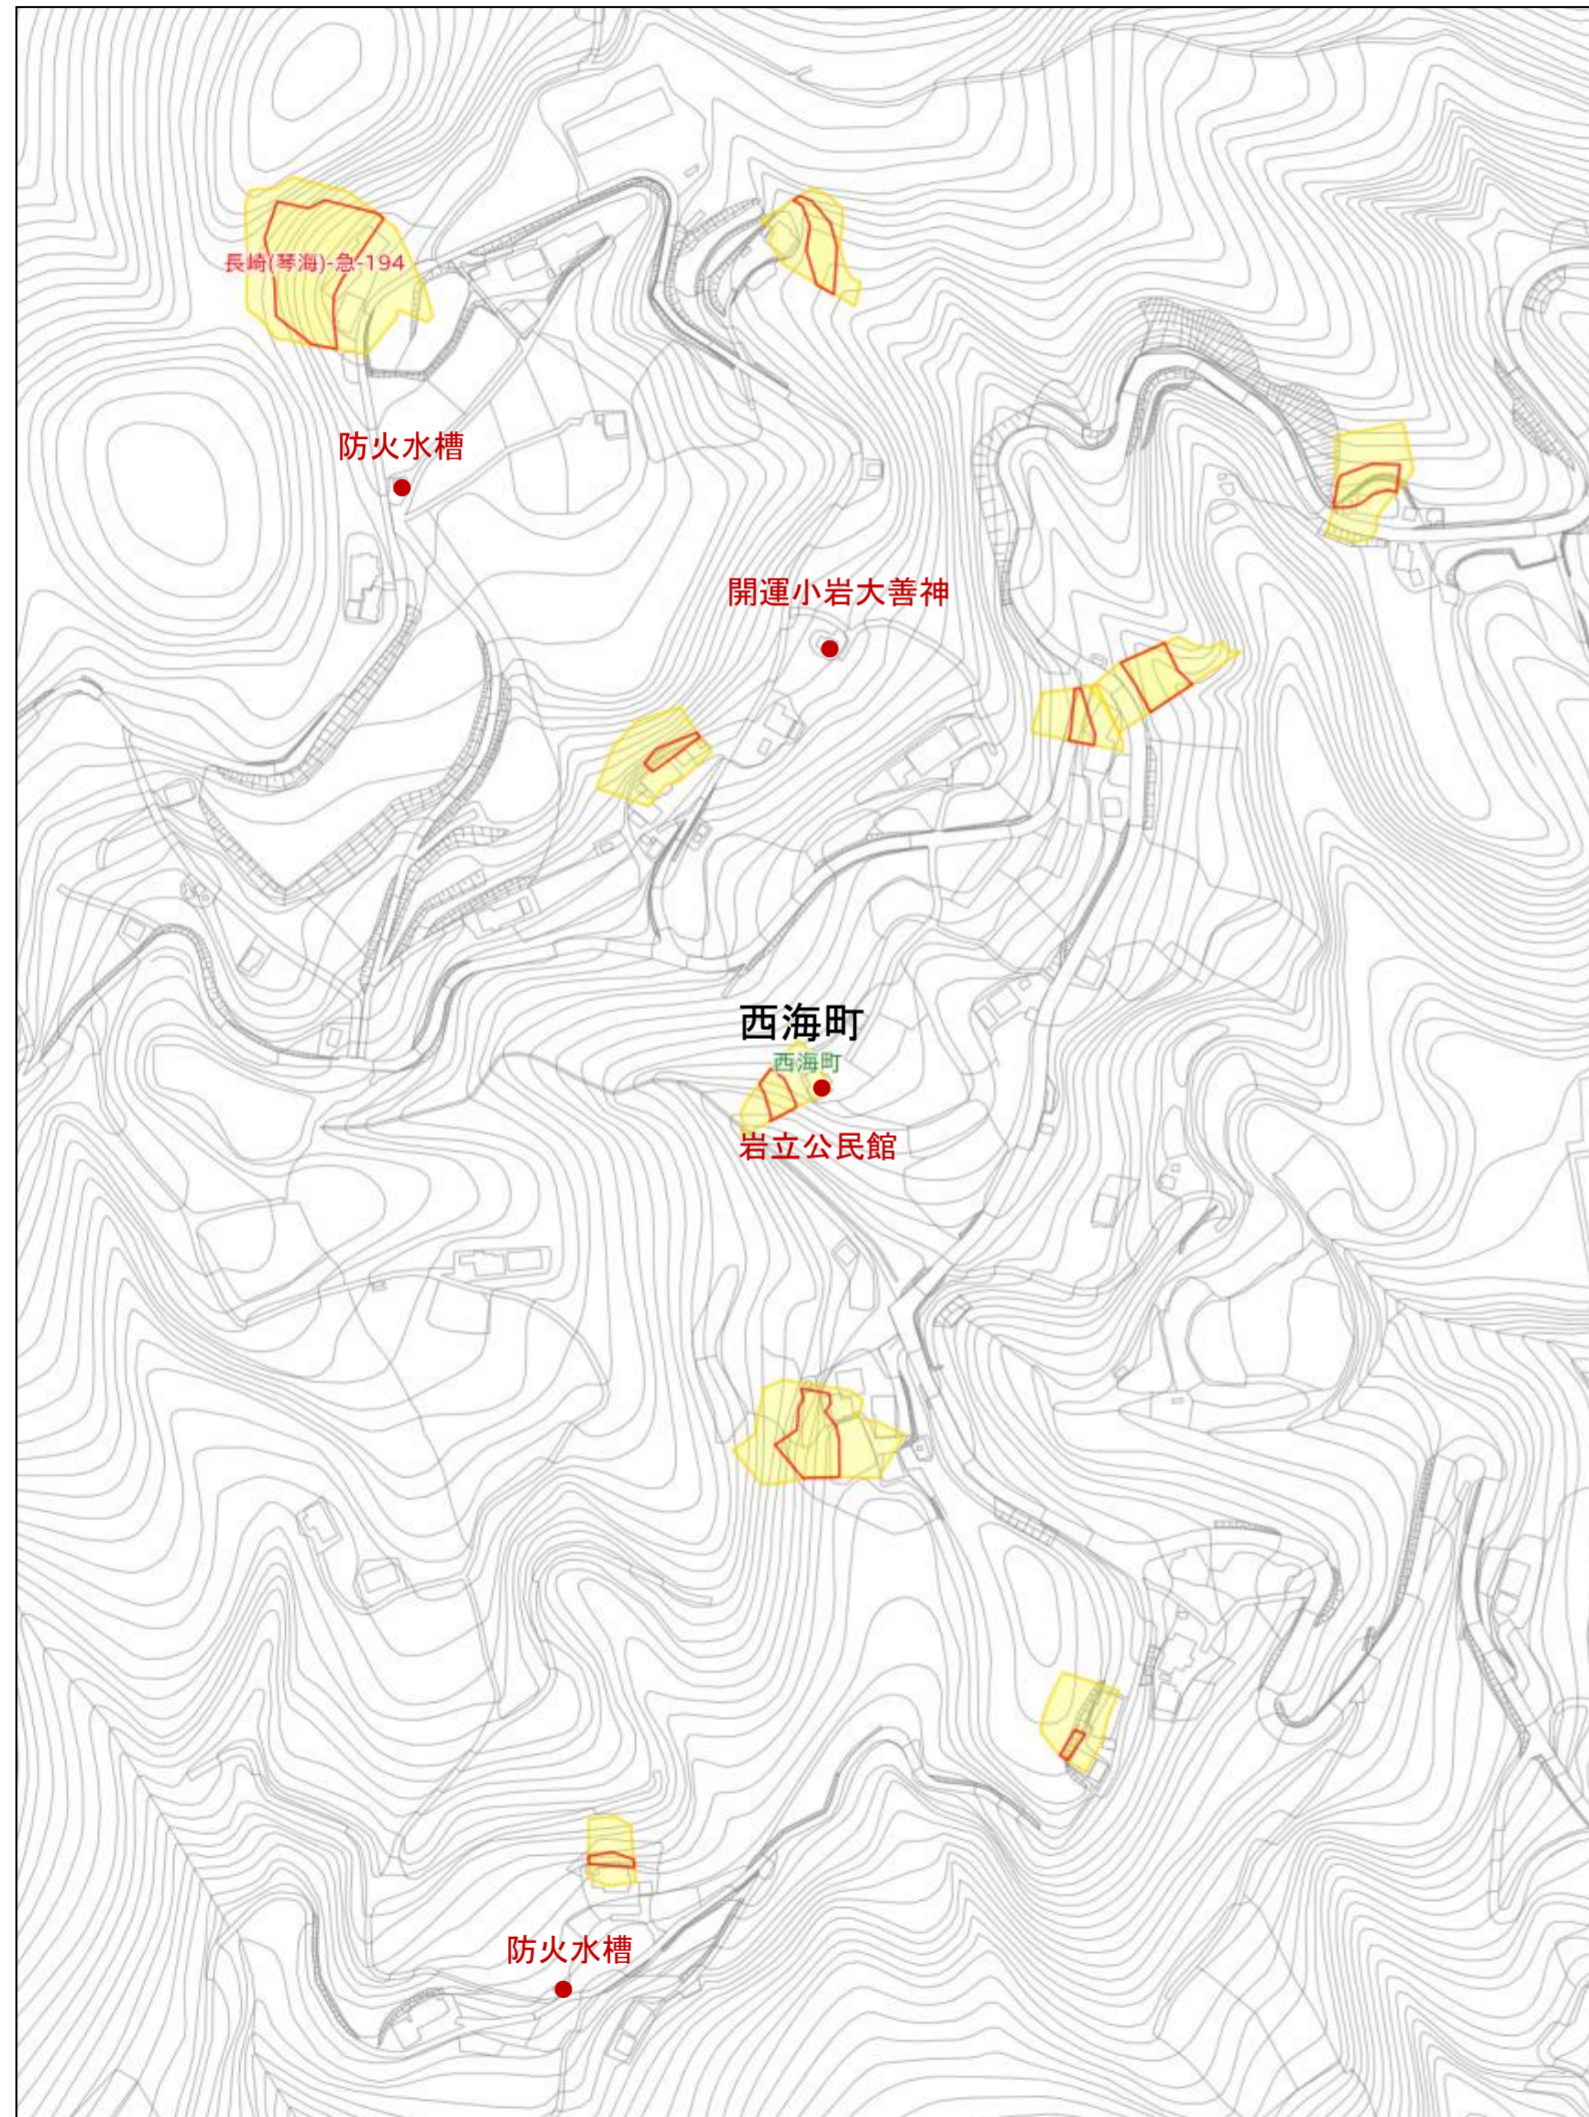 長崎(琴海)-急-194
防火水槽
開運小岩大善神
西海町
西海町
岩立公民館
防火水槽